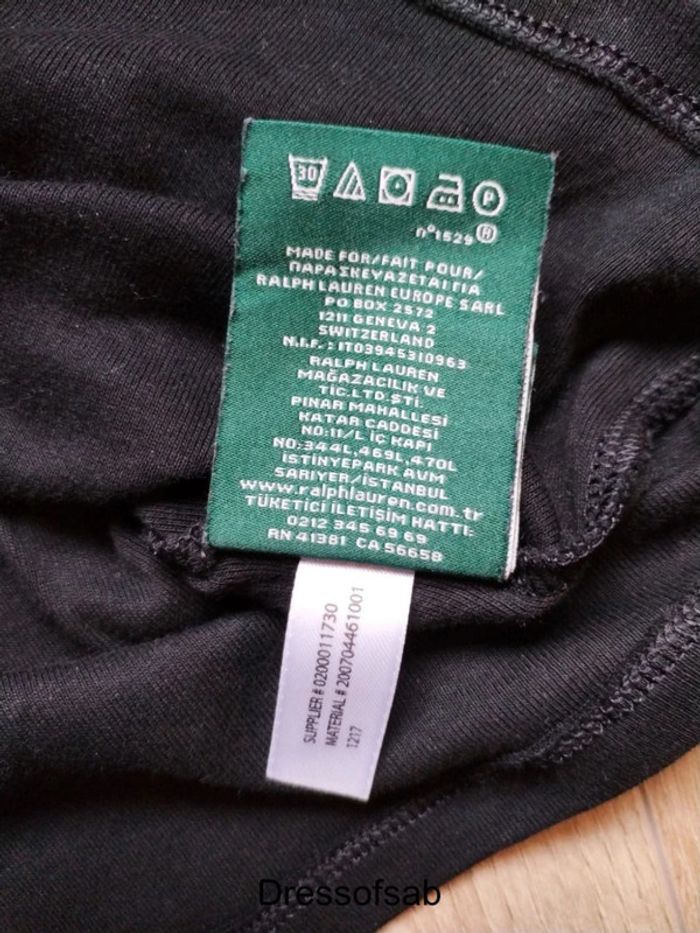 30
P
n°1529 R
MADE FOR/FAIT POUR/
ΠΑΡΑΣΚΕΥΑΖΕΤΑΙ ΓΙΑ
RALPH LAUREN EUROPE SARL
PO BOX 2572
1211 GENEVA 2
SWITZERLAND
N.I.F. : IT03945310963
RALPH LAUREN
MAĞAZACILIK VE
TİC.LTD.ŞTİ.
PINAR MAHALLESİ
KATAR CADDESİ
NO:11/L İÇ KAPI
NO:344L,469L,470L
İSTİNYEPARK AVM
SARIYER/İSTANBUL
www.ralphlauren.com.tr
TÜKETİCİ İLETİŞİM HATTI:
0212 345 69 69
RN 41381 CA 56658
SUPPLIER # 0200011730
MATERIAL # 200704461001
1217
Dressofsab